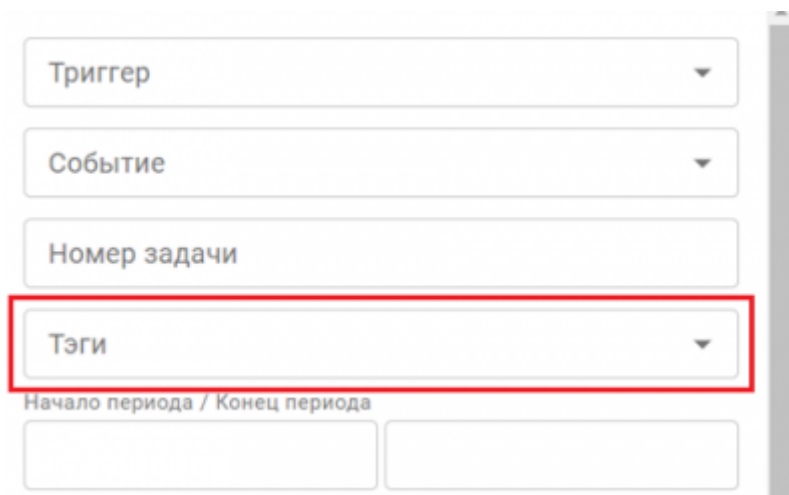 Триггер
Событие
Номер задачи
Тэги
Начало периода / Конец периода